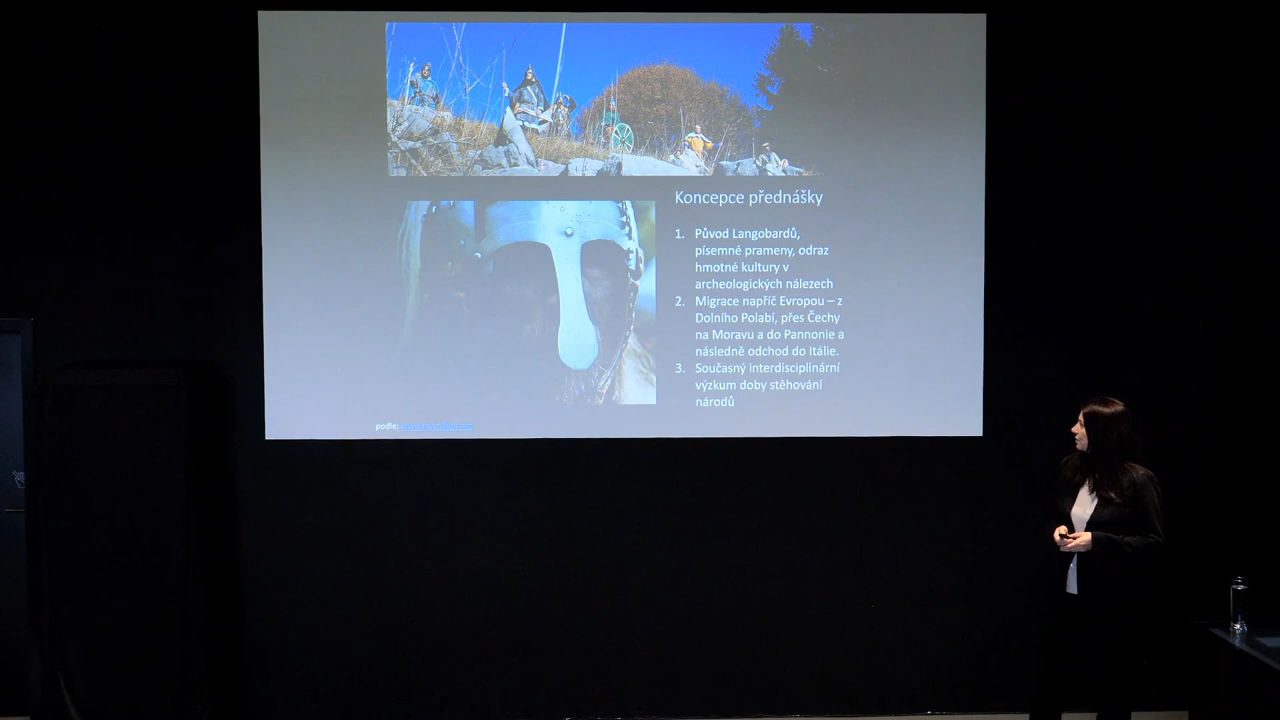 Koncepce přednášky
1. Původ Langobardů,
písemné prameny, odraz
hmotné kultury v
archeologických nálezech
2. Migrace napříč Evropou – z
Dolního Polabí, přes Čechy
na Moravu a do Pannonie a
následně odchod do Itálie.
3. Současný interdisciplinární
výzkum doby stěhování
národů
podle: